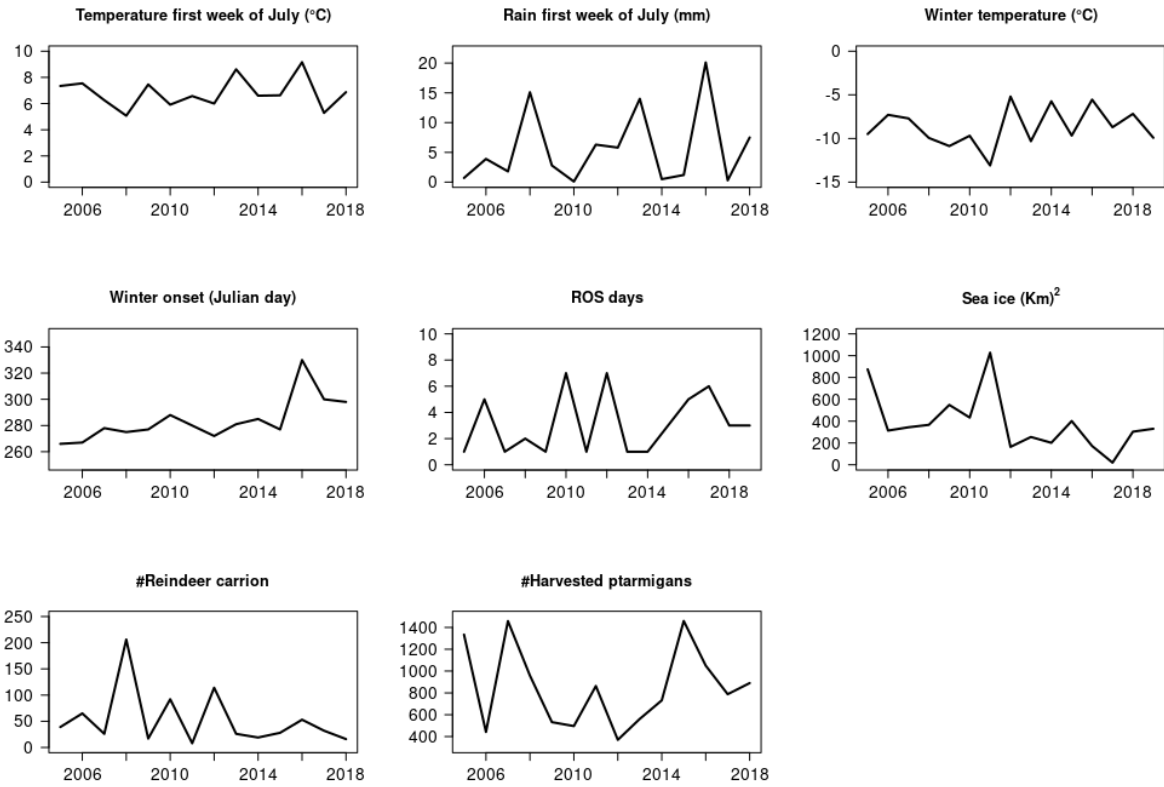 Temperature first week of July (°C)
10
8
6
4
2
0
2006 2010 2014 2018
Rain first week of July (mm)
20
15
10
5
0
2006 2010 2014 2018
Winter temperature (°C)
0
-5
-10
-15
2006 2010 2014 2018
Winter onset (Julian day)
340
320
300
280
260
2006 2010 2014 2018
ROS days
10
8
6
4
2
0
2006 2010 2014 2018
Sea ice (Km)²
1200
1000
800
600
400
200
0
2006 2010 2014 2018
#Reindeer carrion
250
200
150
100
50
0
2006 2010 2014 2018
#Harvested ptarmigans
1400
1200
1000
800
600
400
2006 2010 2014 2018